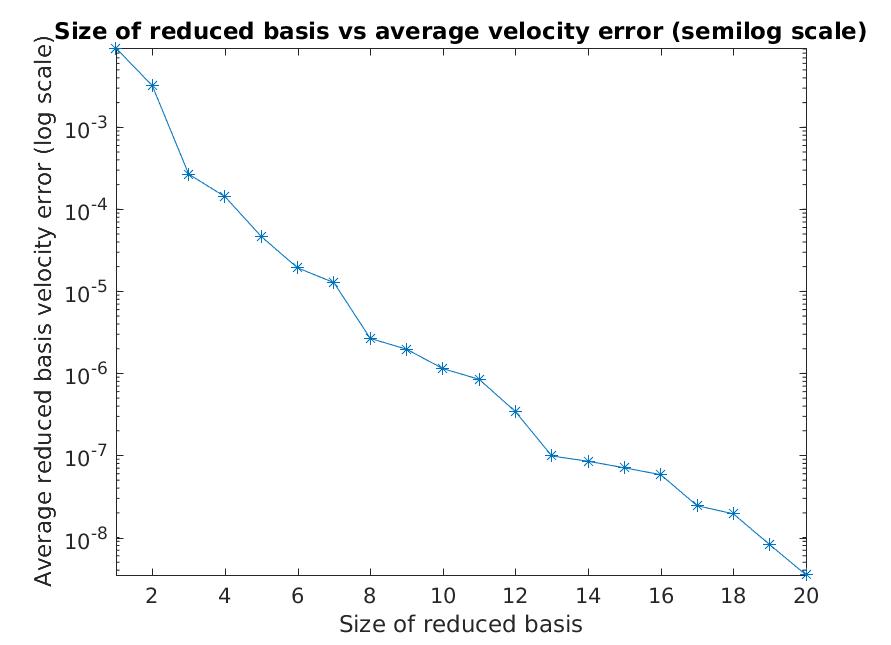 Size of reduced basis vs average velocity error (semilog scale)
Average reduced basis velocity error (log scale)
10^-3
10^-4
10^-5
10^-6
10^-7
10^-8
2 4 6 8 10 12 14 16 18 20
Size of reduced basis